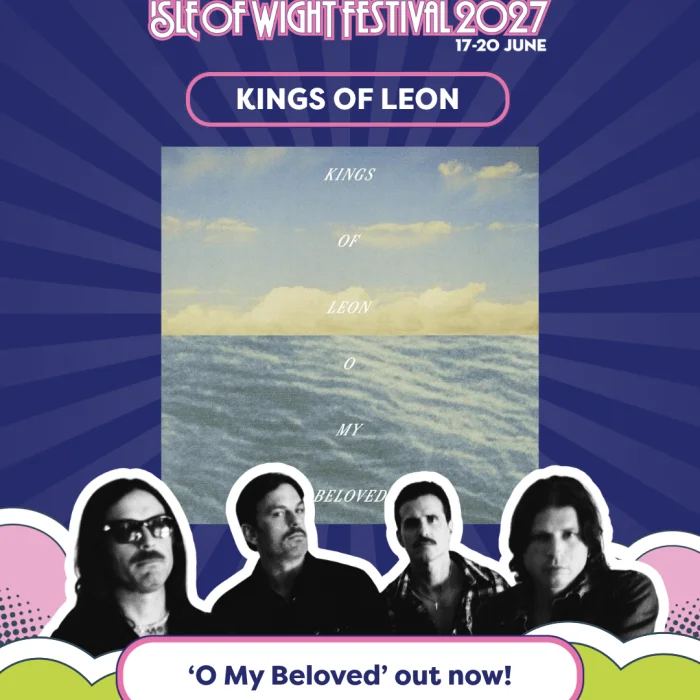 ISLE OF WIGHT FESTIVAL 2027
17-20 JUNE
KINGS OF LEON
KINGS
OF
LEON
O
MY
BELOVED
‘O My Beloved’ out now!